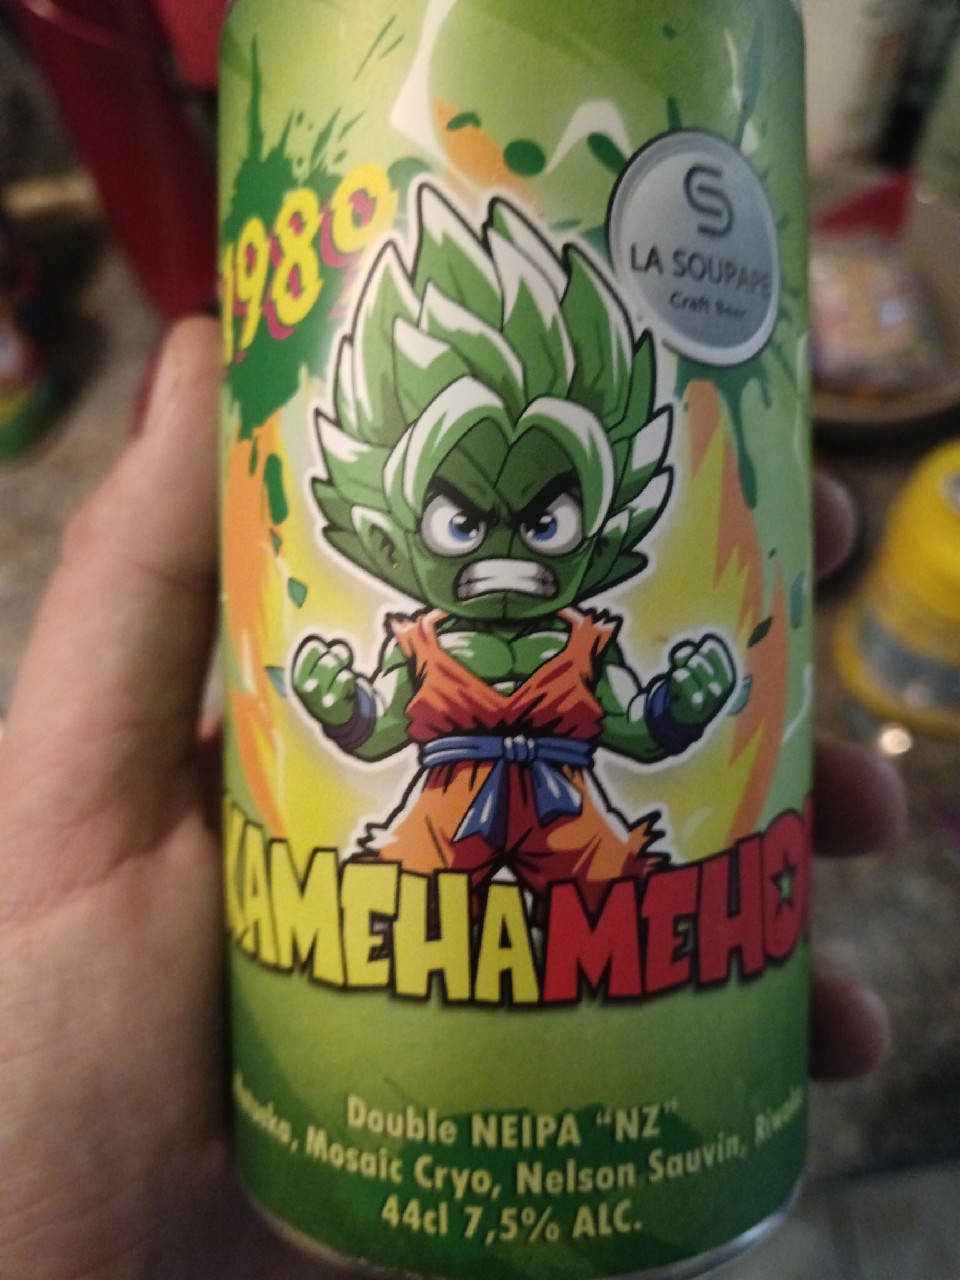 1980
LA SOUPAPE
Craft Beer
KAMEHAMEHO
Double NEIPA “NZ”
Mosaic Cryo, Nelson Sauvin,
44cl 7,5% ALC.